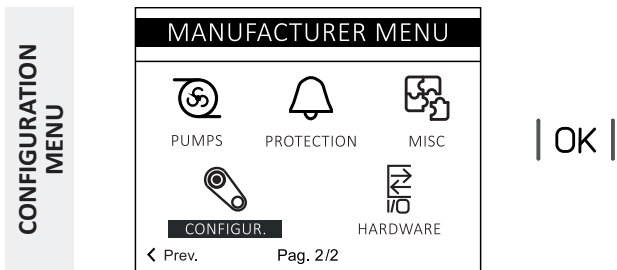 CONFIGURATION
MENU
MANUFACTURER MENU
PUMPS PROTECTION MISC
I/O
CONFIGUR. HARDWARE
Prev. Pag. 2/2
OK